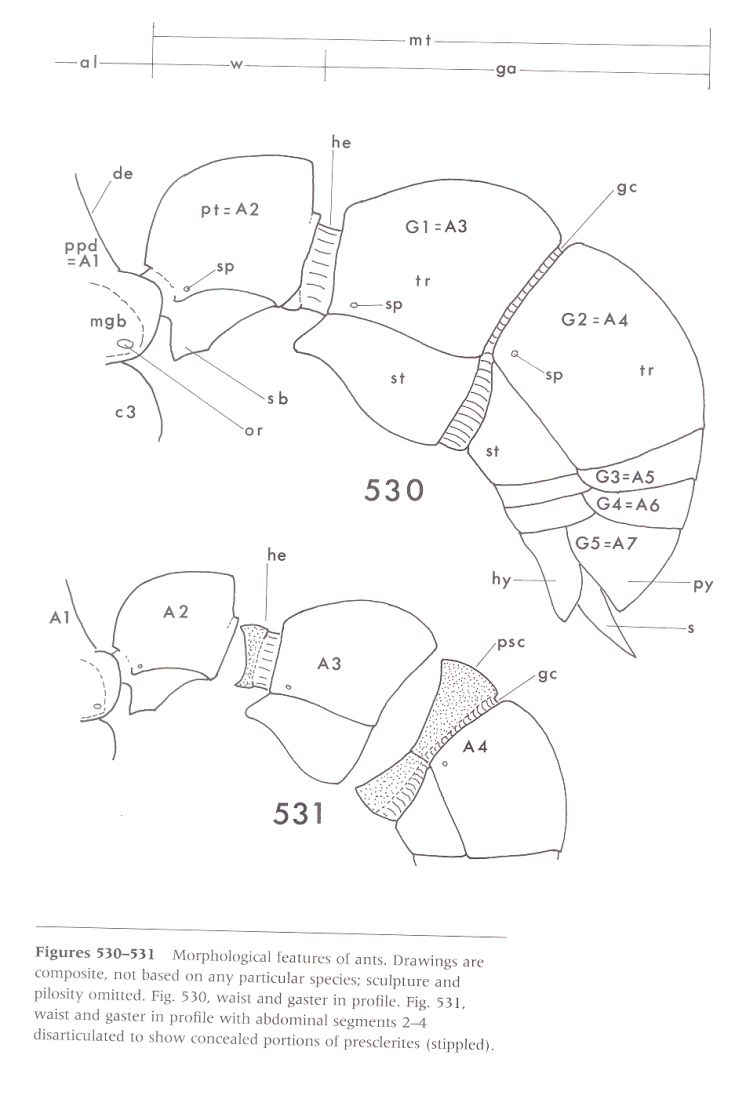 mt
al w ga
he
de
gc
pt = A2
G1 = A3
ppd
= A1
sp
tr
sp
G2 = A4
mgb
st
sp
tr
c3
sb
or
st
530
G3=A5
G4=A6
G5=A7
he
hy
py
s
A1
A2
psc
A3
gc
A4
531
Figures 530–531 Morphological features of ants. Drawings are
composite, not based on any particular species; sculpture and
pilosity omitted. Fig. 530, waist and gaster in profile. Fig. 531,
waist and gaster in profile with abdominal segments 2–4
disarticulated to show concealed portions of presclerites (stippled).